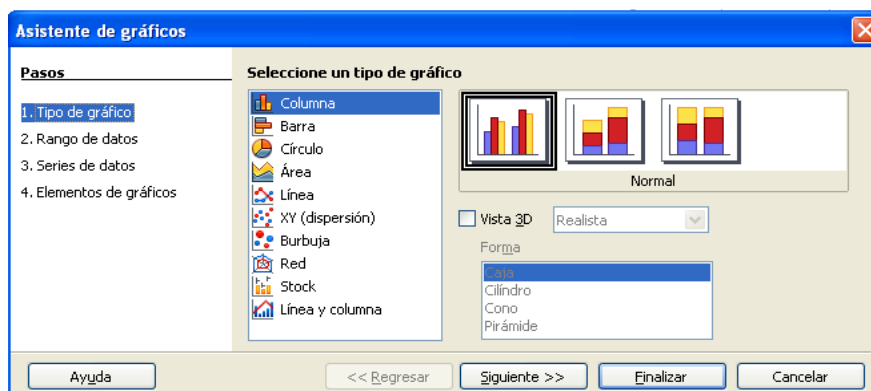 Asistente de gráficos
Pasos
1. Tipo de gráfico
2. Rango de datos
3. Series de datos
4. Elementos de gráficos
Seleccione un tipo de gráfico
Columna
Barra
Círculo
Área
Línea
XY (dispersión)
Burbuja
Red
Stock
Línea y columna
Normal
Vista 3D
Realista
Forma
Caja
Cilíndro
Cono
Pirámide
Ayuda
<< Regresar
Siguiente >>
Finalizar
Cancelar